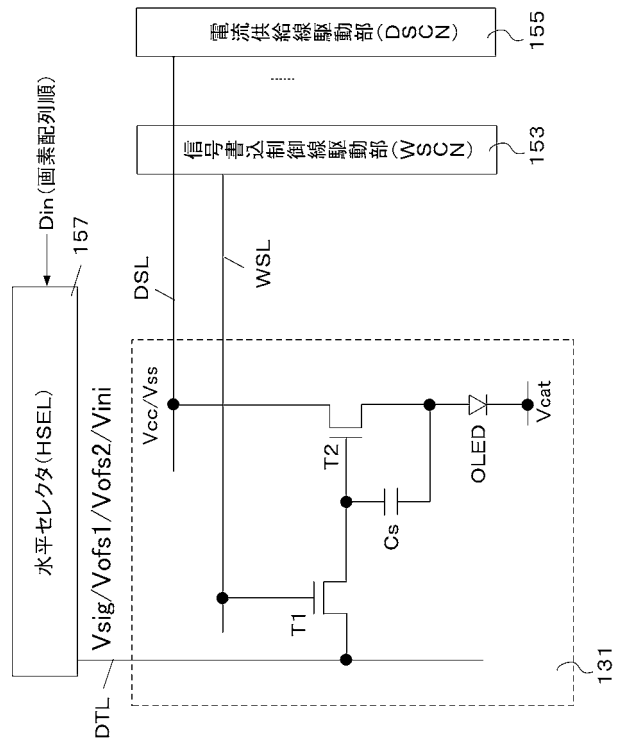 水平セレクタ(HSEL)
Din(画素配列順)
157
Vsig/Vofs1/Vofs2/Vini
DTL
DSL
WSL
信号書込制御線駆動部(WSCN)
153
電流供給線駆動部(DSCN)
155
Vcc/Vss
T1
T2
Cs
OLED
Vcat
131